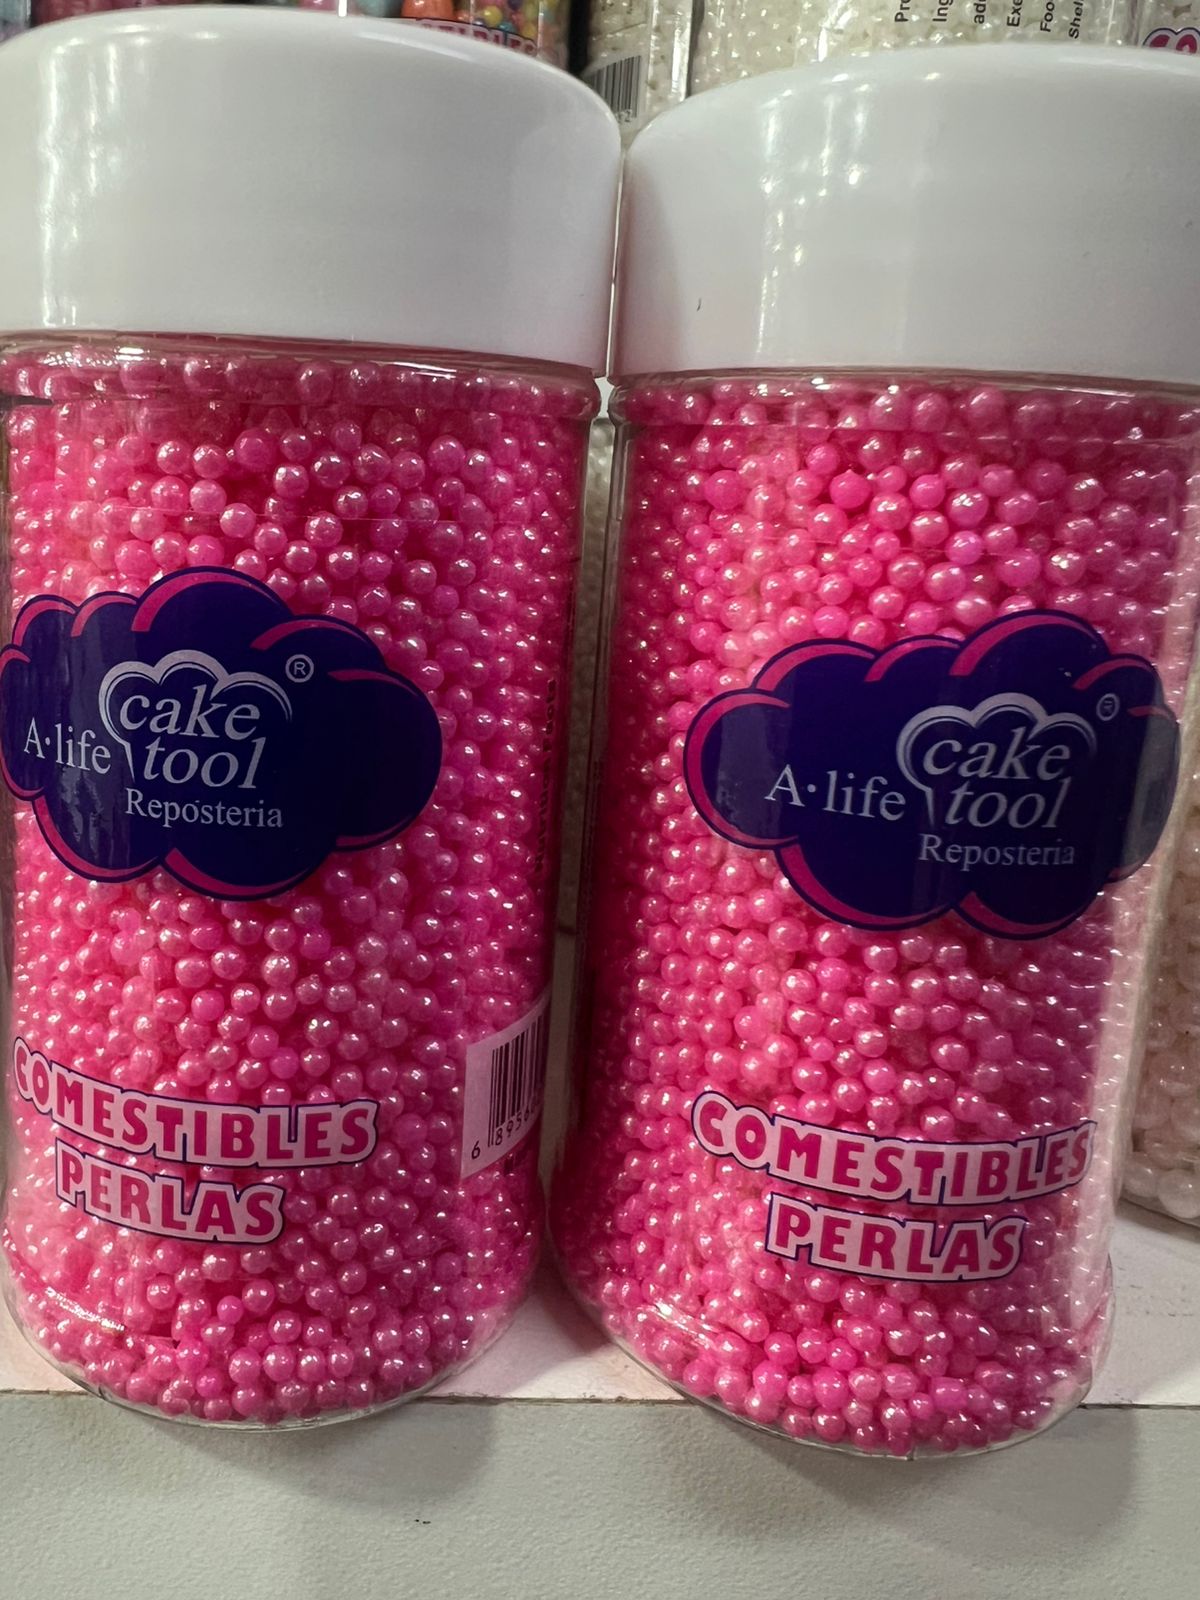 cake
®
A·life
tool
Reposteria
COMESTIBLES
PERLAS
cake
®
A·life
tool
Reposteria
COMESTIBLES
PERLAS